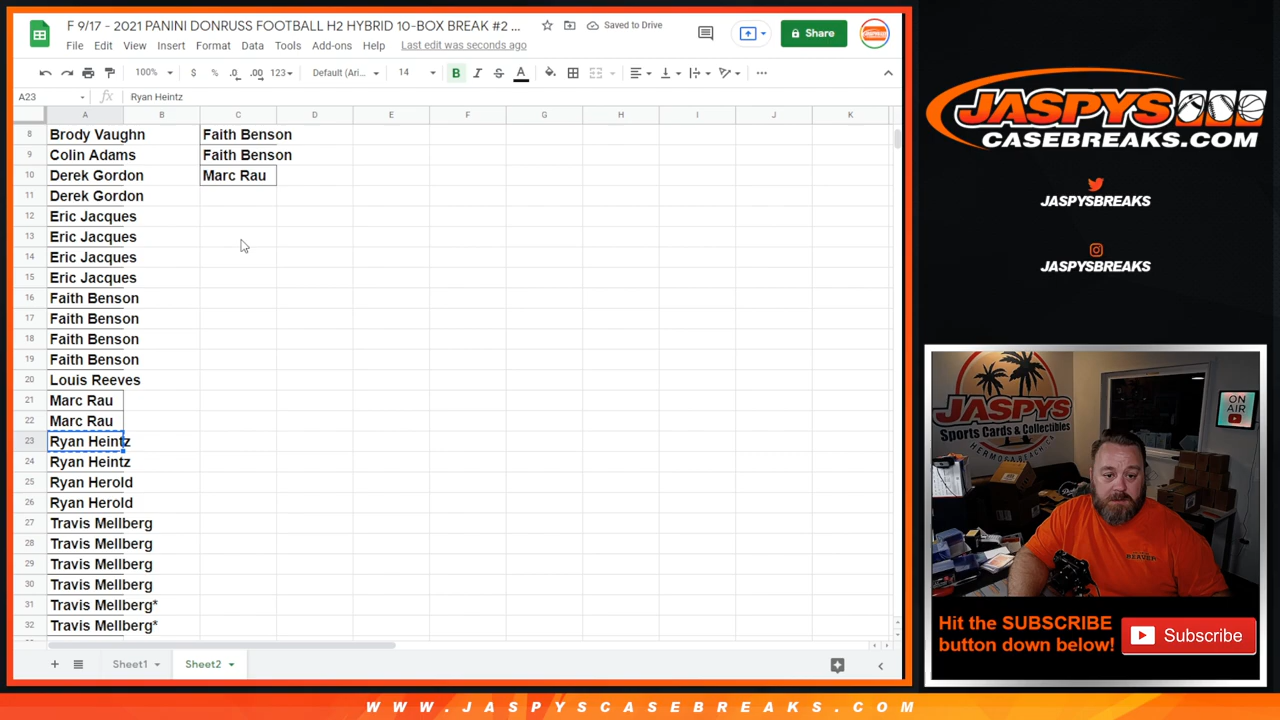 F 9/17 - 2021 PANINI DONRUSS FOOTBALL H2 HYBRID 10-BOX BREAK #2 ...
Saved to Drive
Share
File Edit View Insert Format Data Tools Add-ons Help Last edit was seconds ago
100% $ % .0 .00 123 Default (Ari... 14 B I S A
A23 fx Ryan Heintz
A B C D E F G H I J K
8 Brody Vaughn Faith Benson
9 Colin Adams Faith Benson
10 Derek Gordon Marc Rau
11 Derek Gordon
12 Eric Jacques
13 Eric Jacques
14 Eric Jacques
15 Eric Jacques
16 Faith Benson
17 Faith Benson
18 Faith Benson
19 Faith Benson
20 Louis Reeves
21 Marc Rau
22 Marc Rau
23 Ryan Heintz
24 Ryan Heintz
25 Ryan Herold
26 Ryan Herold
27 Travis Mellberg
28 Travis Mellberg
29 Travis Mellberg
30 Travis Mellberg
31 Travis Mellberg*
32 Travis Mellberg*
Sheet1 Sheet2
JASPYS
CASEBREAKS.COM
JASPYSBREAKS
JASPYSBREAKS
JASPYS
Sports Cards & Collectibles
HERMOSA BEACH, CA
ON
AIR
Hit the SUBSCRIBE
button down below!
Subscribe
WWW.JASPYSCASEBREAKS.COM